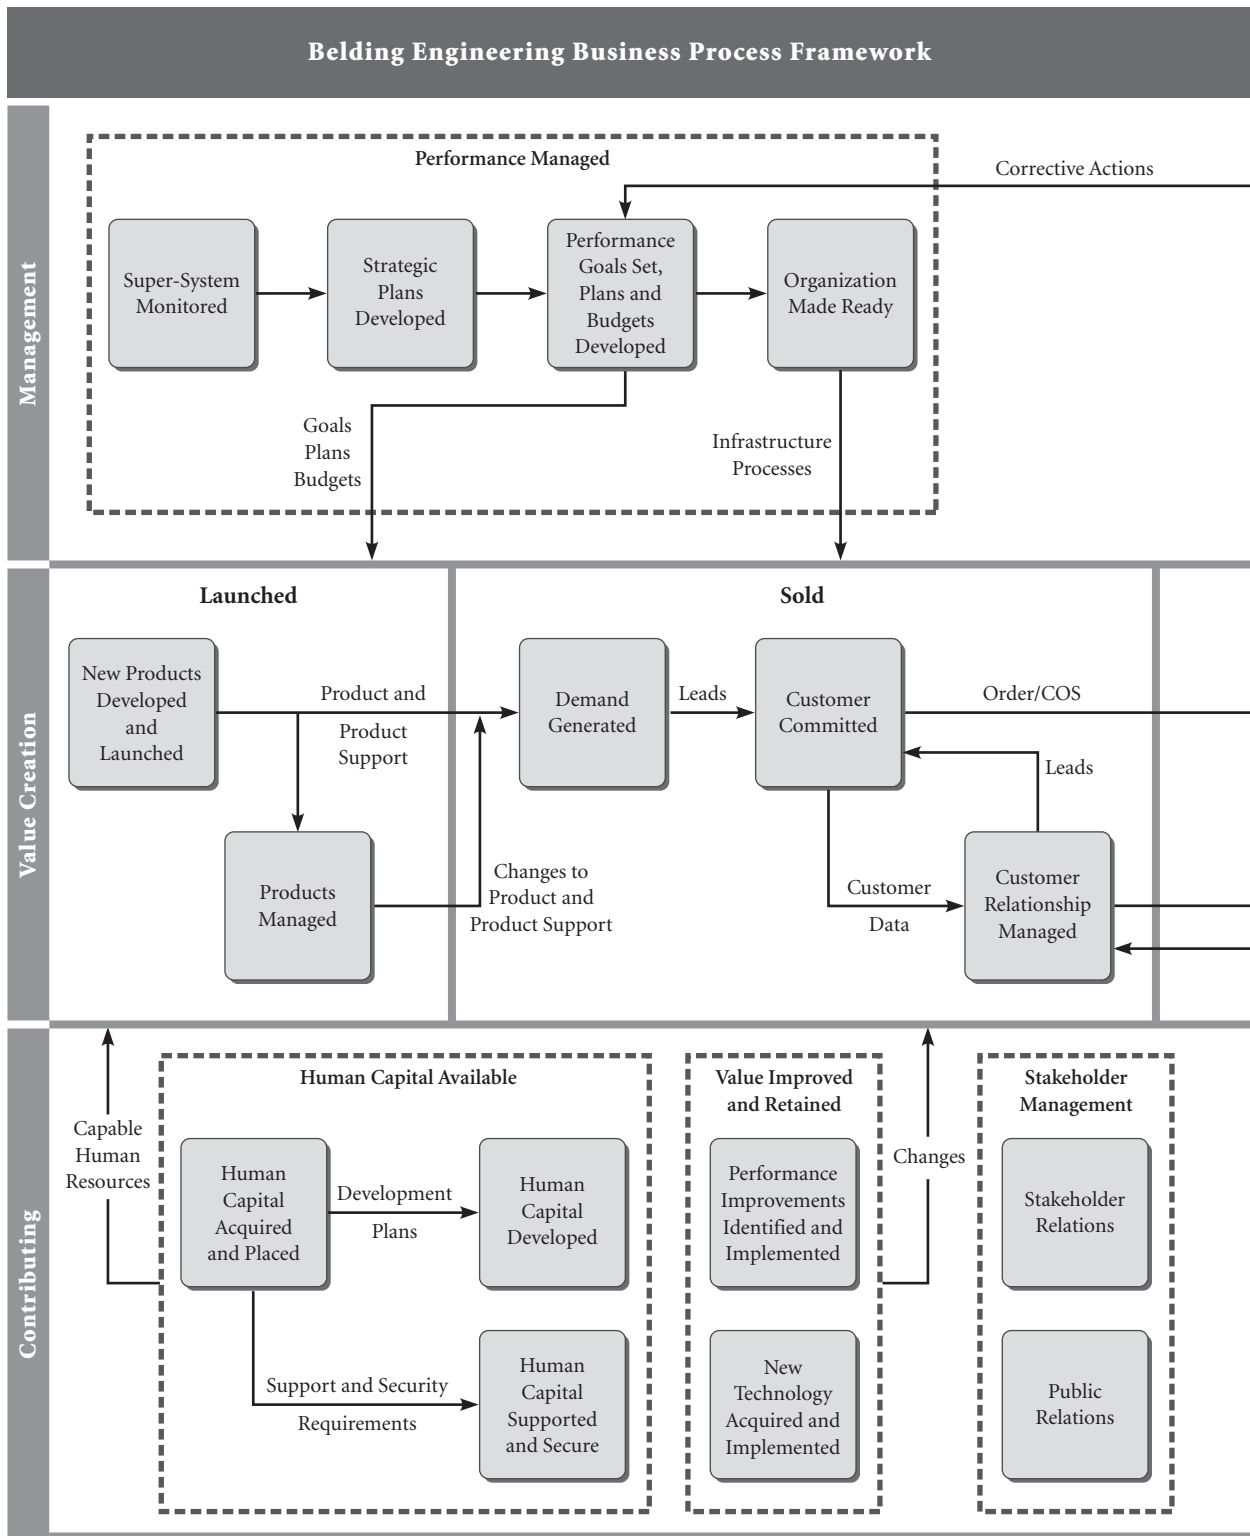 Belding Engineering Business Process Framework
Management
Performance Managed
Corrective Actions
Super-System
Monitored
Strategic
Plans
Developed
Performance
Goals Set,
Plans and
Budgets
Developed
Organization
Made Ready
Goals
Plans
Budgets
Infrastructure
Processes
Value Creation
Launched
Sold
New Products
Developed
and
Launched
Product and
Product
Support
Demand
Generated
Leads
Customer
Committed
Order/COS
Leads
Products
Managed
Changes to
Product and
Product Support
Customer
Data
Customer
Relationship
Managed
Contributing
Capable
Human
Resources
Human Capital Available
Human
Capital
Acquired
and Placed
Development
Plans
Human
Capital
Developed
Support and Security
Requirements
Human
Capital
Supported
and Secure
Value Improved
and Retained
Performance
Improvements
Identified and
Implemented
New
Technology
Acquired and
Implemented
Changes
Stakeholder
Management
Stakeholder
Relations
Public
Relations